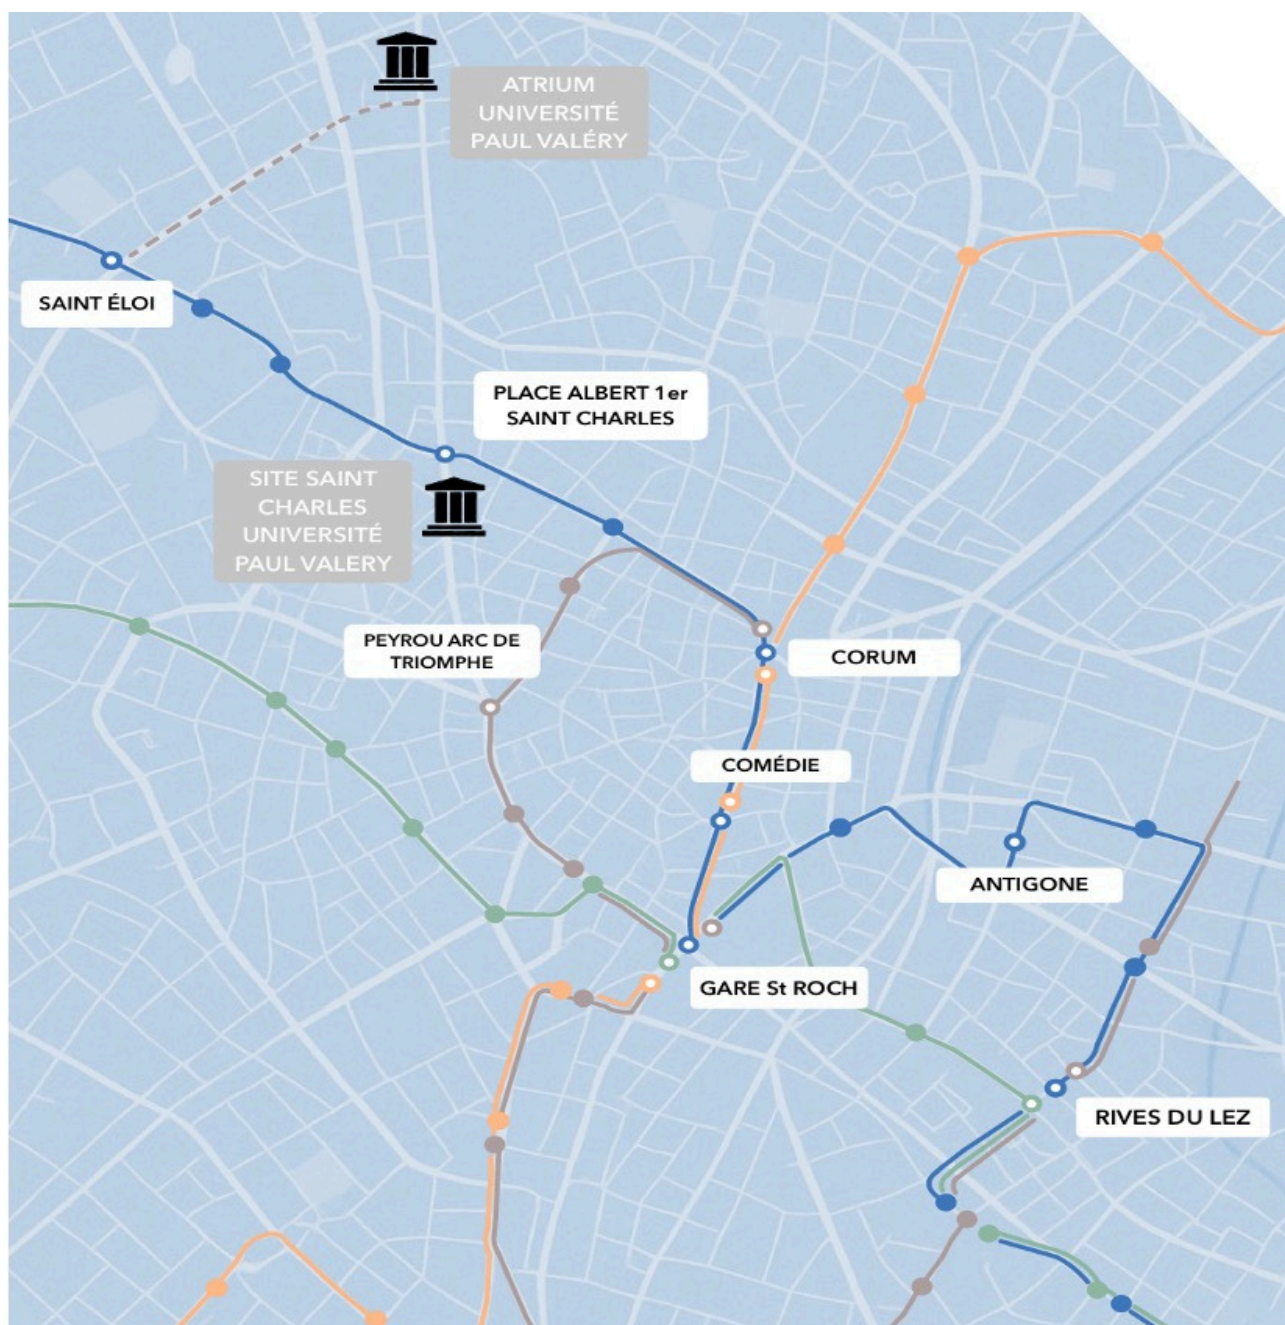 ATRIUM
UNIVERSITÉ
PAUL VALÉRY
SAINT ÉLOI
PLACE ALBERT 1er
SAINT CHARLES
SITE SAINT
CHARLES
UNIVERSITÉ
PAUL VALERY
PEYROU ARC DE
TRIOMPHE
CORUM
COMÉDIE
ANTIGONE
GARE St ROCH
RIVES DU LEZ